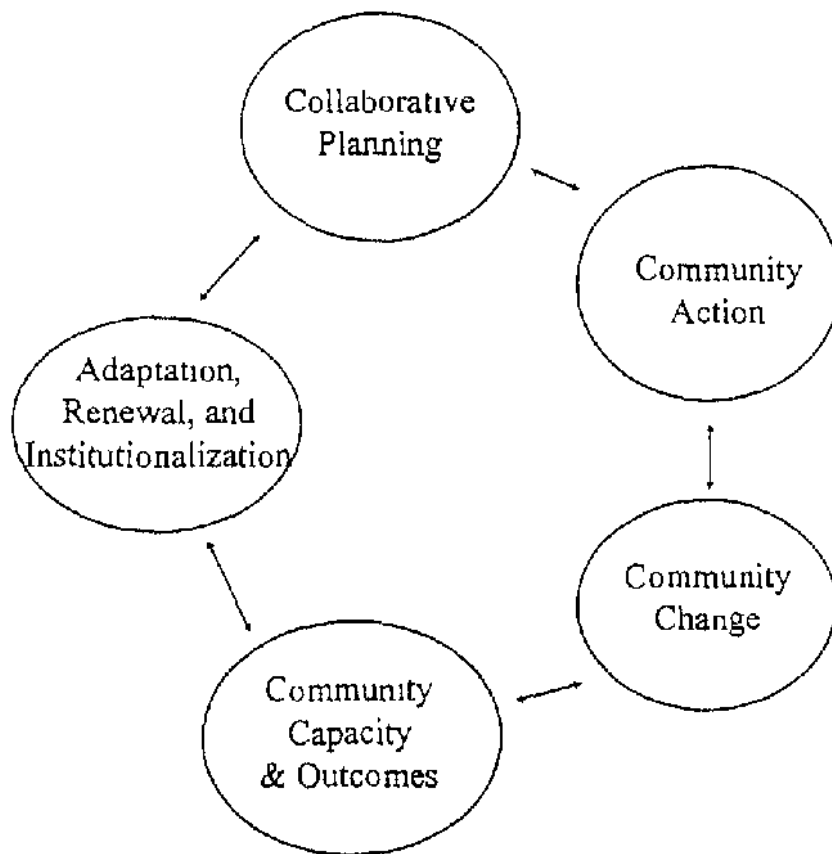 Collaborative
Planning
Community
Action
Community
Change
Community
Capacity
& Outcomes
Adaptation,
Renewal, and
Institutionalization